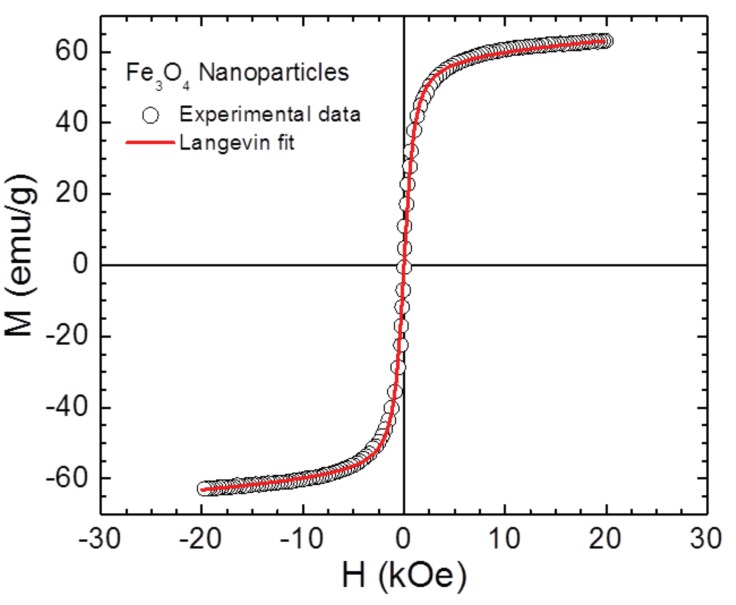 60
40
20
0
-20
-40
-60
M (emu/g)
Fe3O4 Nanoparticles
Experimental data
Langevin fit
-30 -20 -10 0 10 20 30
H (kOe)